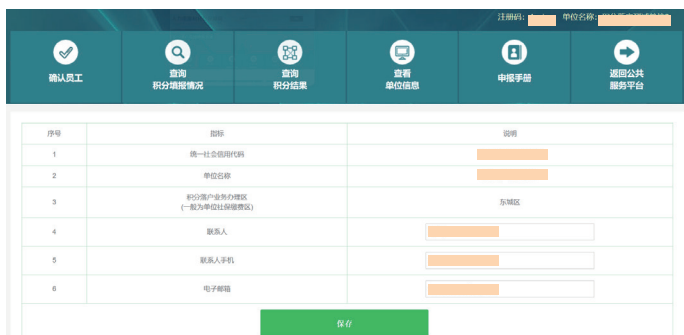 注册码：
单位名称：
确认员工
查询
积分填报情况
查询
积分结果
查看
单位信息
申报手册
返回公共
服务平台
序号 指标 说明
1 统一社会信用代码
2 单位名称
3 积分落户业务办理区
(一般为单位社保缴费区) 东城区
4 联系人
5 联系人手机
6 电子邮箱
保存